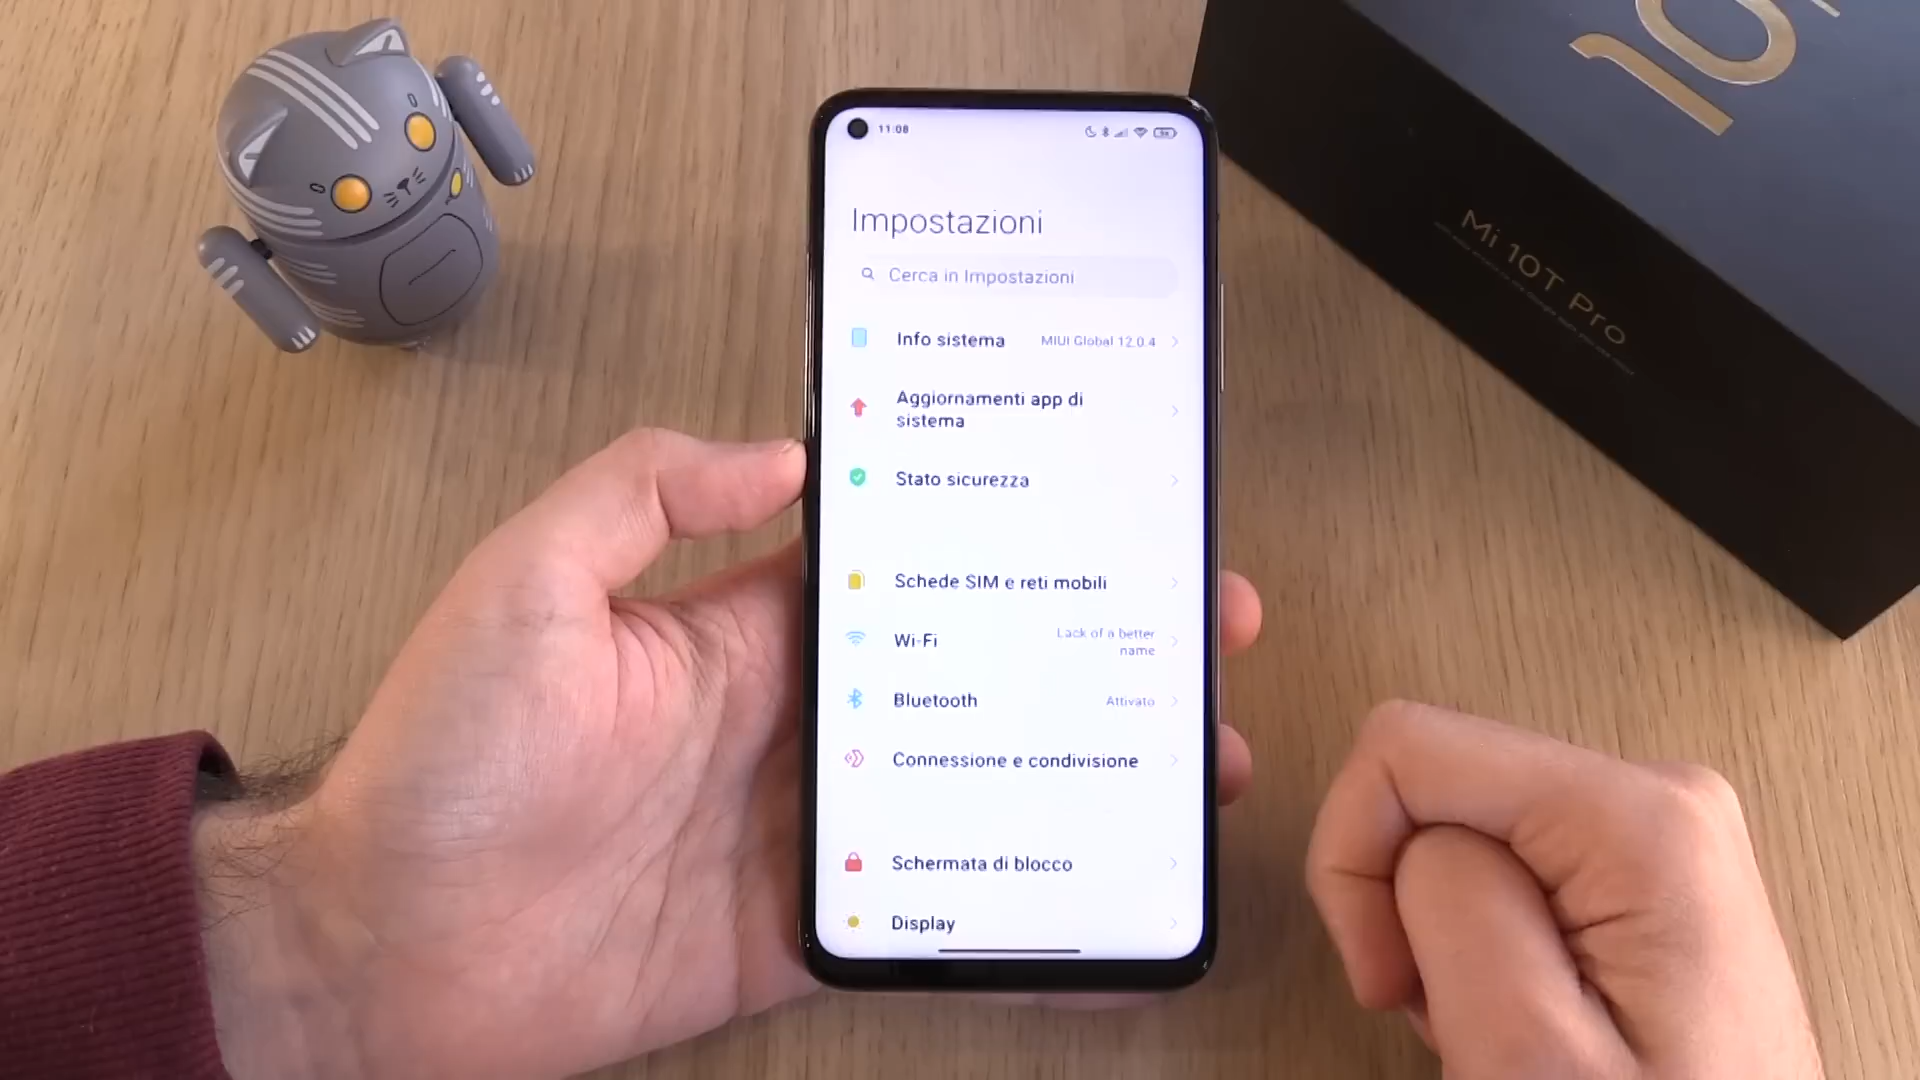 11:08
Impostazioni
Cerca in Impostazioni
Info sistema
MIUI Global 12.0.4
Aggiornamenti app di
sistema
Stato sicurezza
Schede SIM e reti mobili
Wi-Fi
Lack of a better
name
Bluetooth
Attivato
Connessione e condivisione
Schermata di blocco
Display
10
Mi 10T Pro